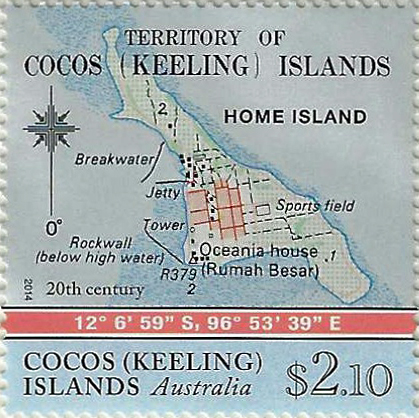 TERRITORY OF
COCOS (KEELING) ISLANDS
HOME ISLAND
2
Breakwater
Jetty
Sports field
Tower
0°
Rockwall
(below high water)
Oceania house
(Rumah Besar)
.1
R379
2
20th century
2014
12° 6' 59" S, 96° 53' 39" E
COCOS (KEELING)
ISLANDS Australia
$2.10